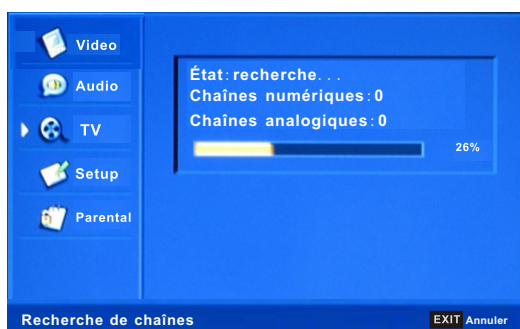 Video
Audio
TV
Setup
Parental
État:recherche...
Chaînes numériques:0
Chaînes analogiques:0
26%
Recherche de chaînes
EXIT Annuler